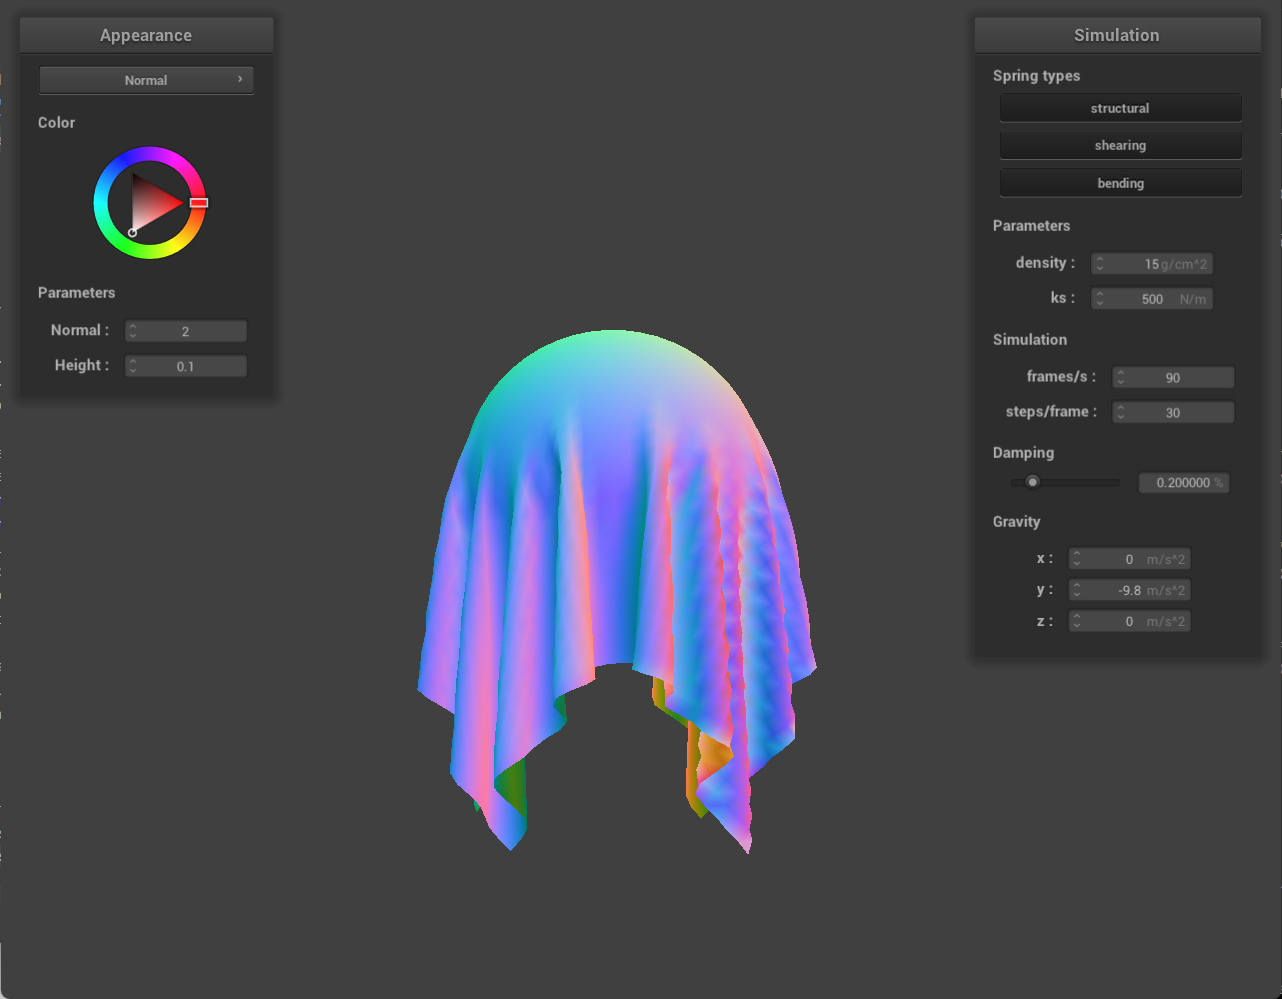 Appearance
Normal
Color
Parameters
Normal : 2
Height : 0.1
Simulation
Spring types
structural
shearing
bending
Parameters
density : 15 g/cm^2
ks : 500 N/m
Simulation
frames/s : 90
steps/frame : 30
Damping
0.200000 %
Gravity
x : 0 m/s^2
y : -9.8 m/s^2
z : 0 m/s^2